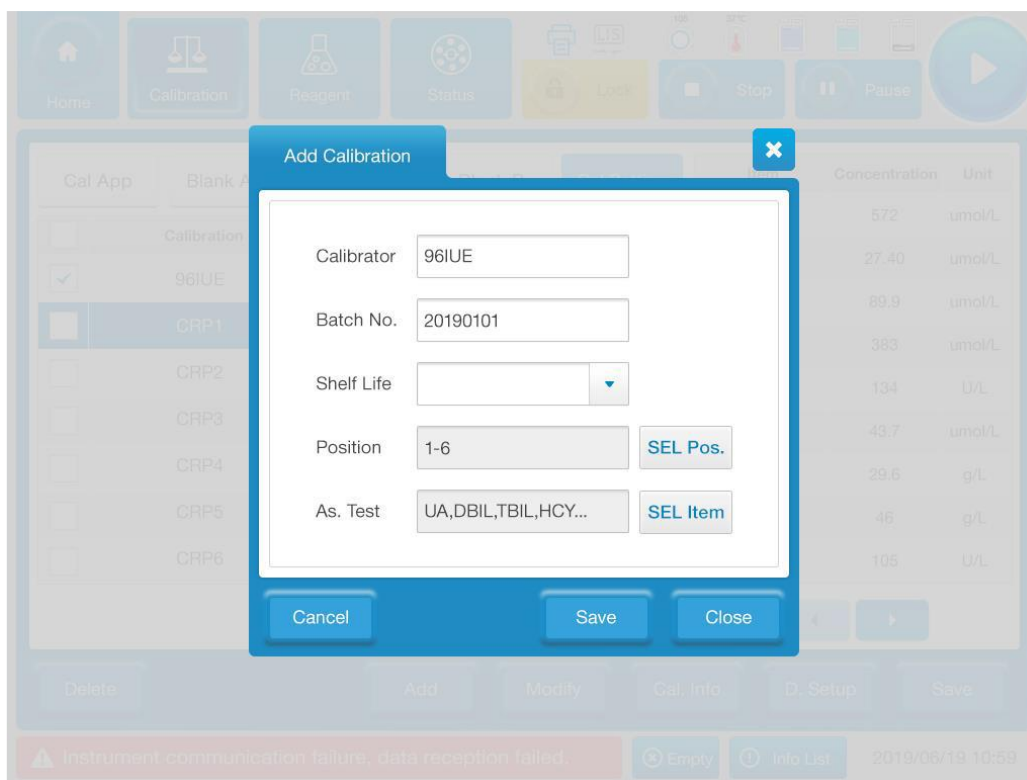 LIS
37°C
Home
Calibration
Reagent
Status
Lock
Stop
Pause
Add Calibration
Cal App
Item
Concentration
Unit
Calibration
Calibrator
96IUE
572
umol/L
96IUE
27.40
umol/L
Batch No.
20190101
89.9
umol/L
CRP1
383
umol/L
CRP2
Shelf Life
134
U/L
CRP3
Position
1-6
SEL Pos.
43.7
umol/L
CRP4
29.6
g/L
CRP5
As. Test
UA,DBIL,TBIL,HCY...
SEL Item
46
g/L
CRP6
105
U/L
Cancel
Save
Close
Delete
Add
Modify
Cal. Info
D. Setup
Save
Instrument communication failure, data reception failed.
Empty
Info List
2019/06/19 10:59